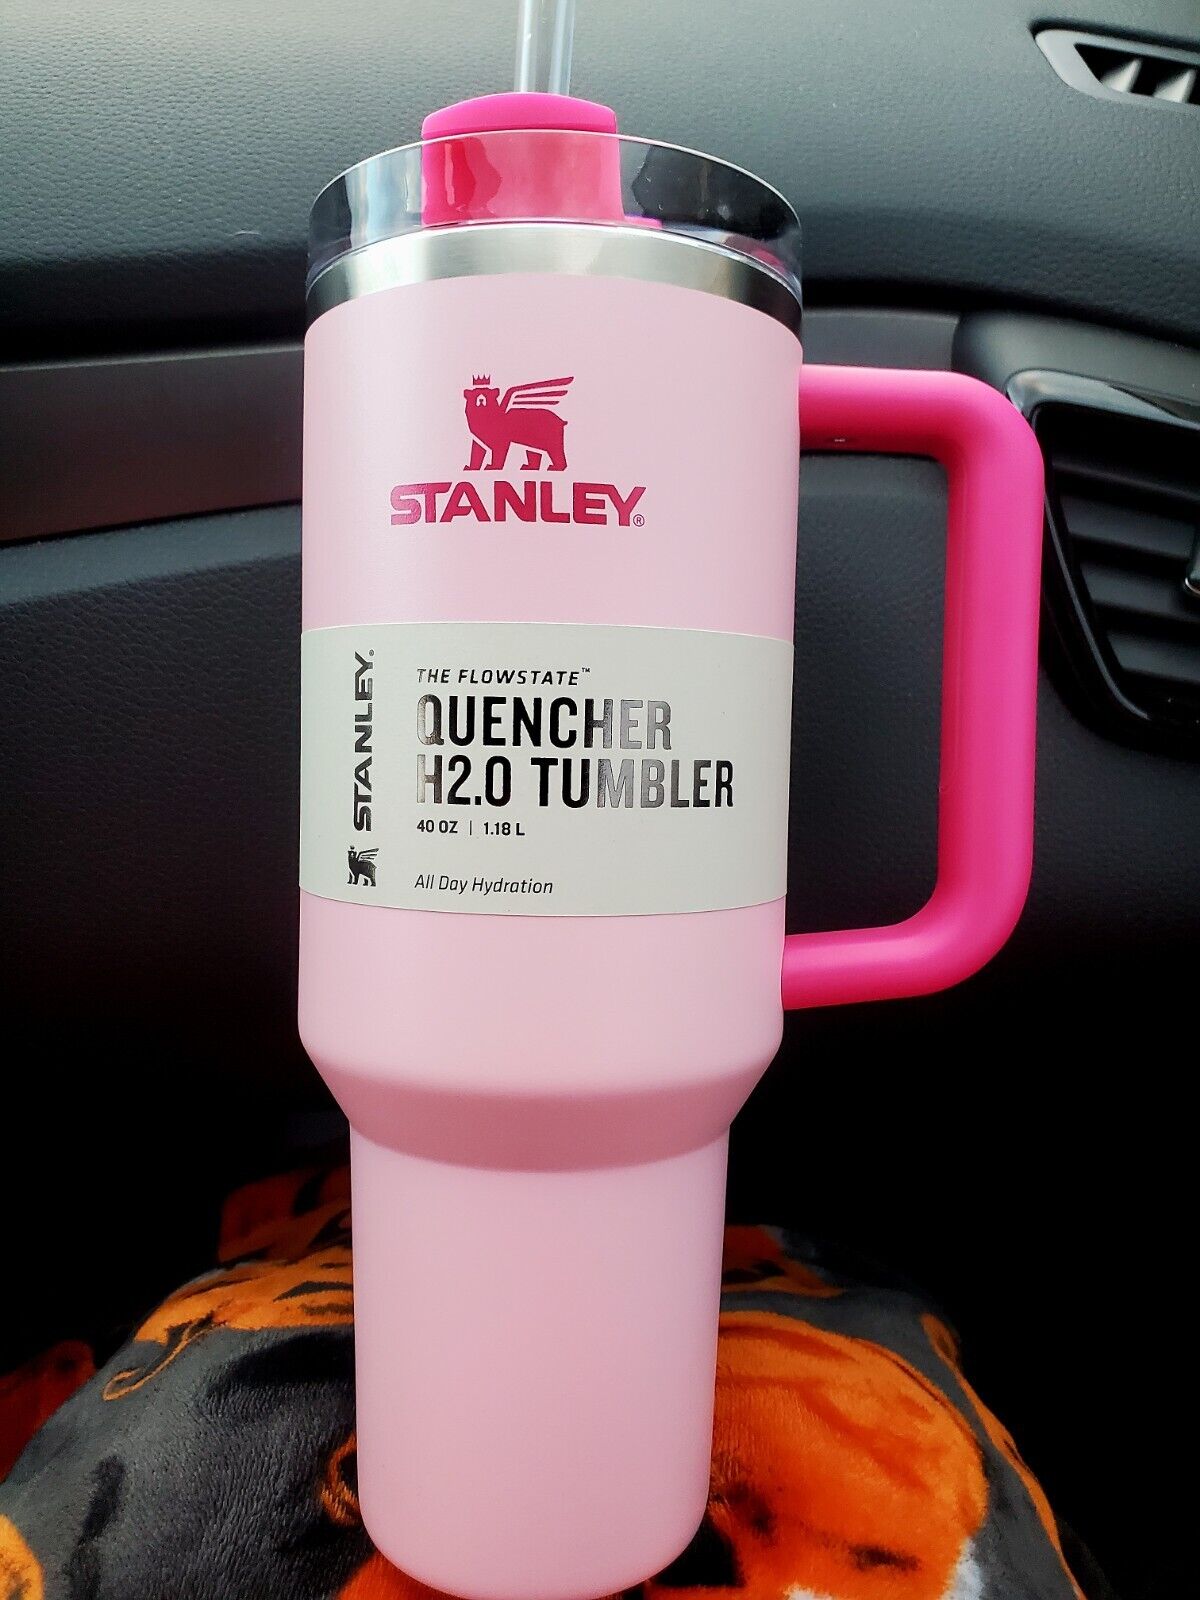 STANLEY®
STANLEY®
THE FLOWSTATE™
QUENCHER
H2.0 TUMBLER
40 OZ | 1.18 L
All Day Hydration